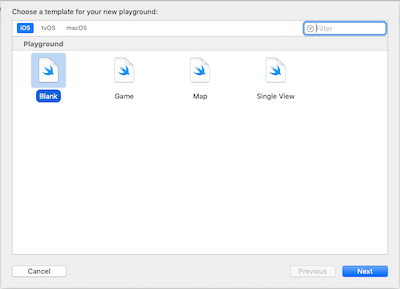 Choose a template for your new playground:
iOS tvOS macOS Filter
Playground
Blank Game Map Single View
Cancel Previous Next